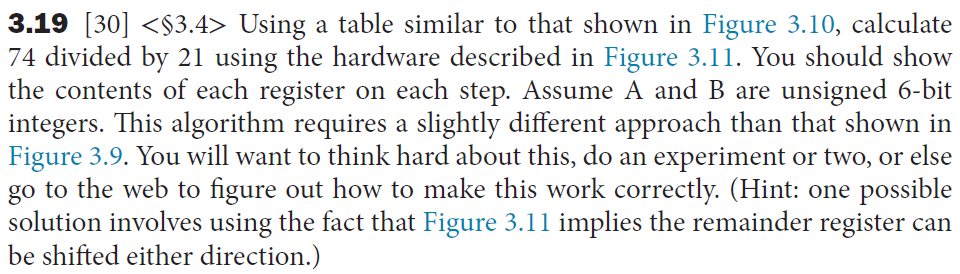 3.19 [30] <§3.4> Using a table similar to that shown in Figure 3.10, calculate
74 divided by 21 using the hardware described in Figure 3.11. You should show
the contents of each register on each step. Assume A and B are unsigned 6-bit
integers. This algorithm requires a slightly different approach than that shown in
Figure 3.9. You will want to think hard about this, do an experiment or two, or else
go to the web to figure out how to make this work correctly. (Hint: one possible
solution involves using the fact that Figure 3.11 implies the remainder register can
be shifted either direction.)